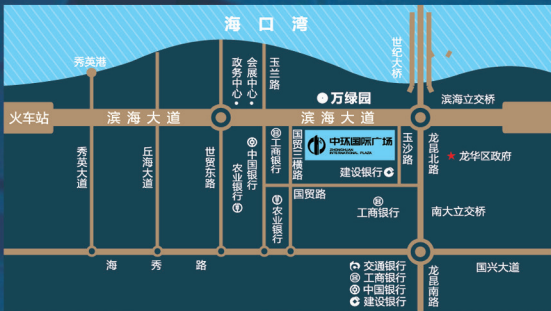 海口湾
秀英港
政务中心
会展中心
玉兰路
世纪大桥
万绿园
滨海立交桥
火车站
滨海大道
滨海大道
秀英大道
丘海大道
世贸东路
中国银行
农业银行
工商银行
农业银行
国贸三横路
中环国际广场
ZHONGHUAN
INTERNATIONAL PLAZA
建设银行
玉沙路
龙昆北路
龙华区政府
国贸路
工商银行
南大立交桥
海秀路
交通银行
工商银行
中国银行
建设银行
龙昆南路
国兴大道